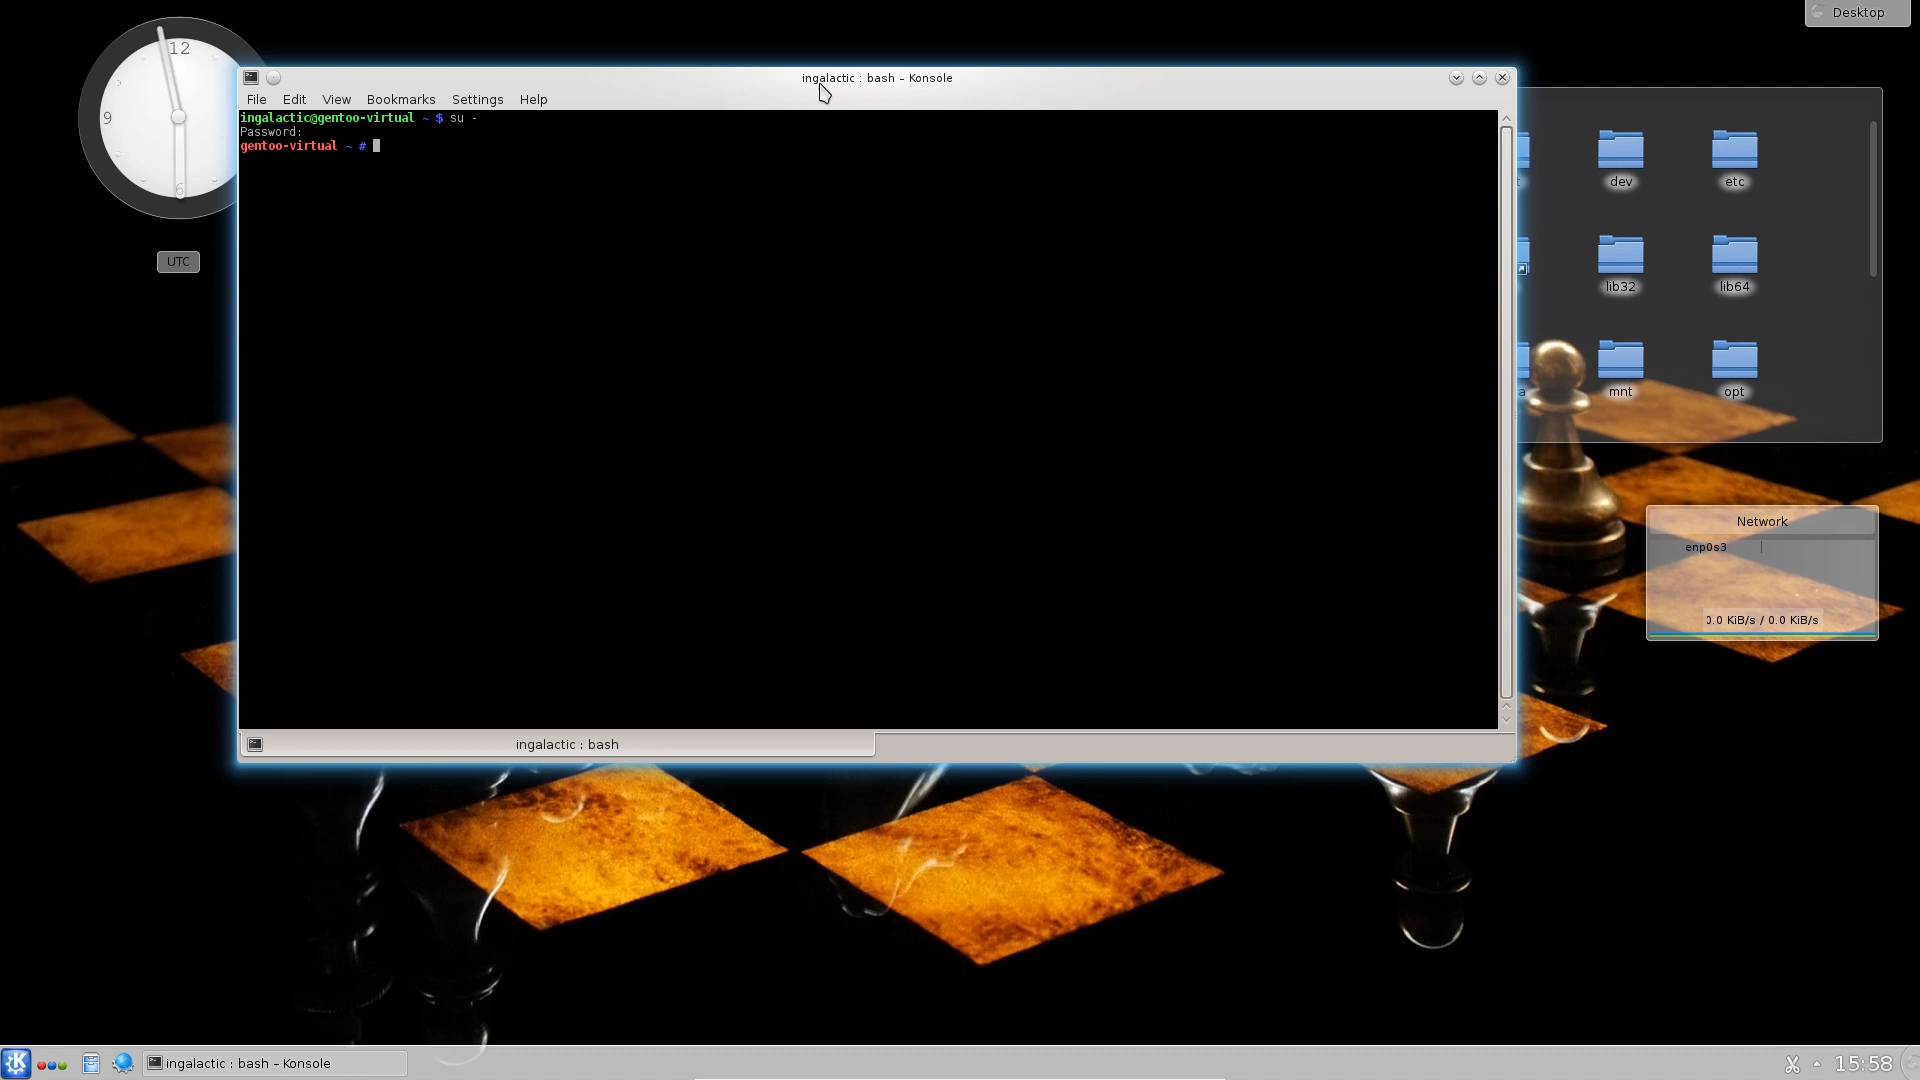 Desktop
12
9
6
UTC
ingalactic : bash – Konsole
File Edit View Bookmarks Settings Help
ingalactic@gentoo-virtual ~ $ su -
Password:
gentoo-virtual ~ #
ingalactic : bash
dev etc
lib32 lib64
mnt opt
Network
enp0s3
0.0 KiB/s / 0.0 KiB/s
ingalactic : bash – Konsole
15:58